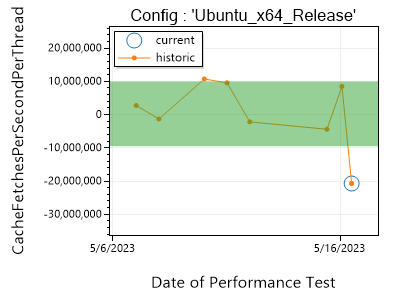 Config : 'Ubuntu_x64_Release'
current
historic
CacheFetchesPerSecondPerThread
20,000,000
10,000,000
0
-10,000,000
-20,000,000
-30,000,000
5/6/2023
5/16/2023
Date of Performance Test